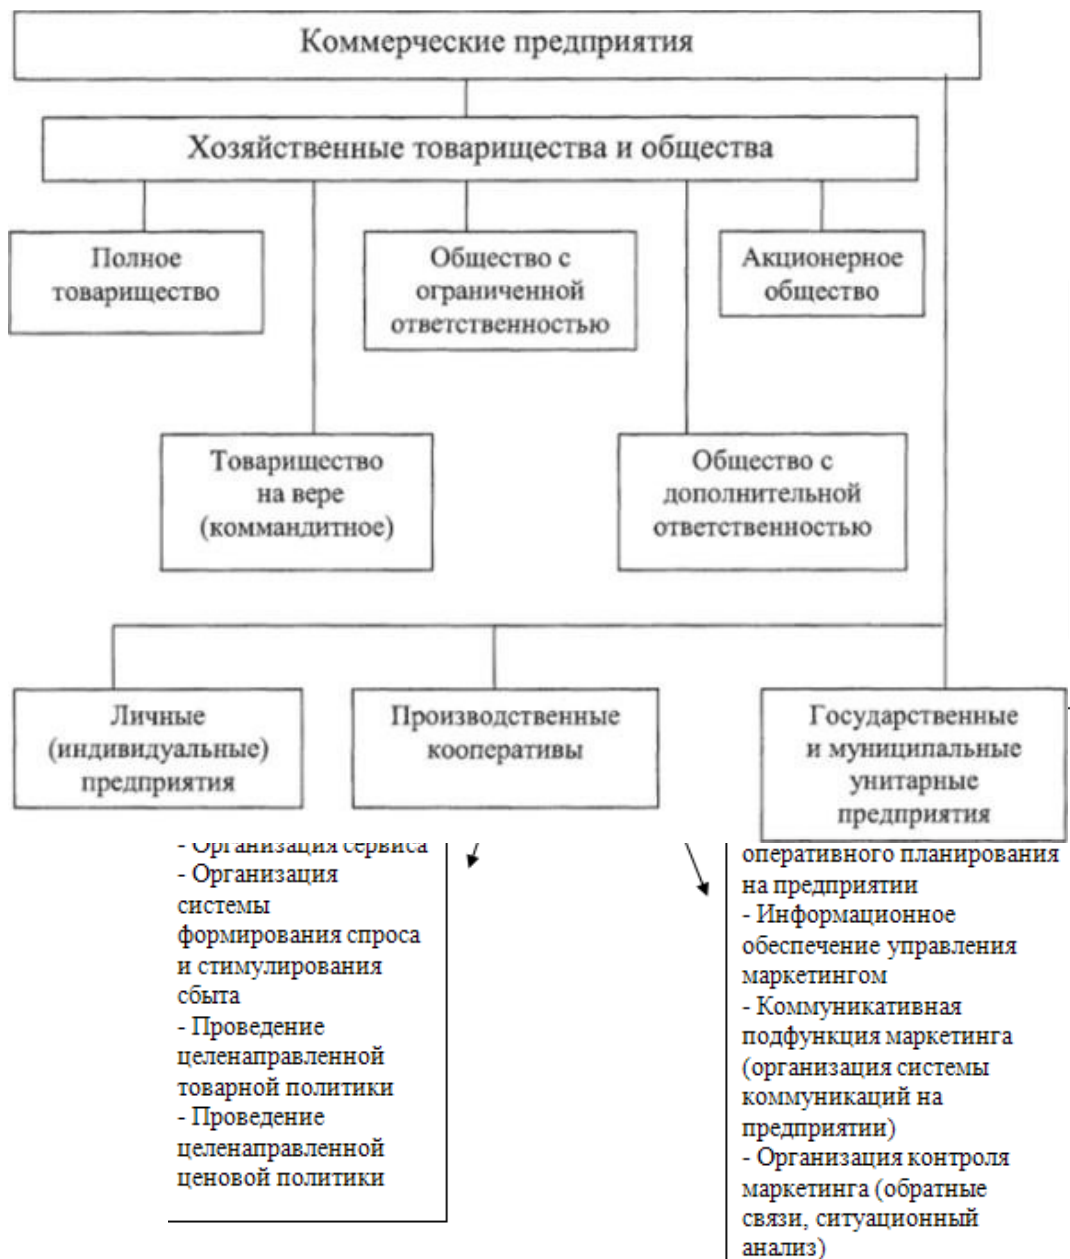 Коммерческие предприятия
Хозяйственные товарищества и общества
Полное
товарищество
Общество с
ограниченной
ответственностью
Акционерное
общество
Товарищество
на вере
(коммандитное)
Общество с
дополнительной
ответственностью
Личные
(индивидуальные)
предприятия
Производственные
кооперативы
Государственные
и муниципальные
унитарные
предприятия
- Организация сервиса
- Организация
системы
формирования спроса
и стимулирования
сбыта
- Проведение
целенаправленной
товарной политики
- Проведение
целенаправленной
ценовой политики
оперативного планирования
на предприятии
- Информационное
обеспечение управления
маркетингом
- Коммуникативная
подфункция маркетинга
(организация системы
коммуникаций на
предприятии)
- Организация контроля
маркетинга (обратные
связи, ситуационный
анализ)